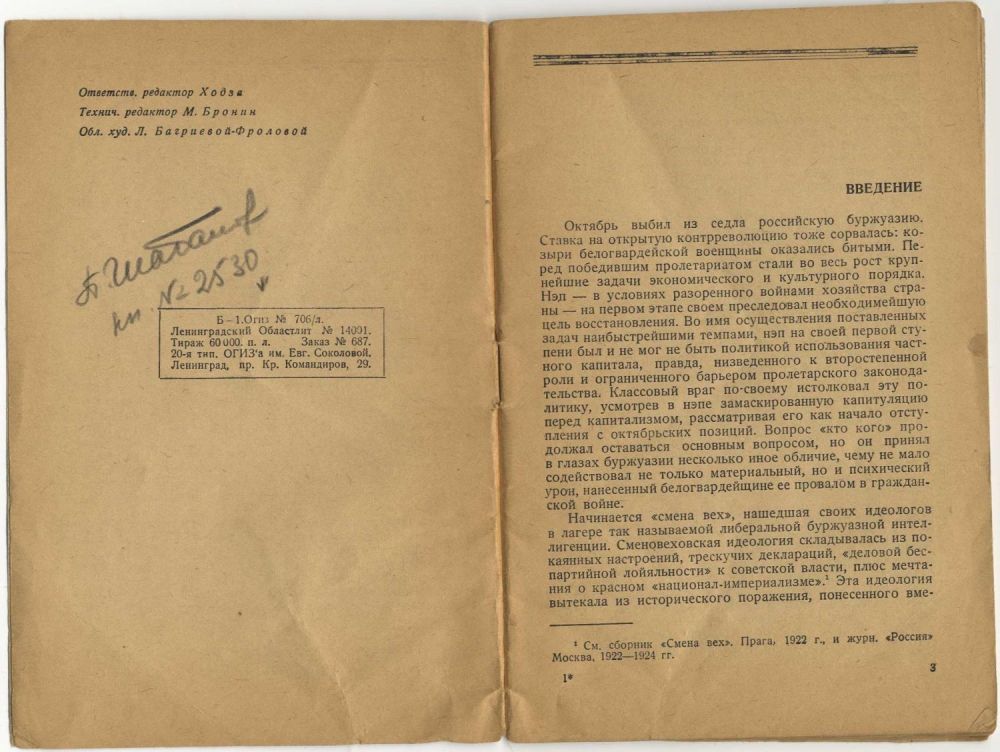 Ответств. редактор Ходза
Технич. редактор М. Бронин
Обл. худ. Л. Багриевой-Фроловой
№ 2530
Б—1.Огиз № 706/л.
Ленинградский Областлит № 14001.
Тираж 60 000. п. л. Заказ № 687.
20-я тип. ОГИЗ'а им. Евг. Соколовой.
Ленинград, пр. Кр. Командиров, 29.
ВВЕДЕНИЕ
Октябрь выбил из седла российскую буржуазию.
Ставка на открытую контрреволюцию тоже сорвалась: ко-
зыри белогвардейской военщины оказались битыми. Пе-
ред победившим пролетариатом стали во весь рост круп-
нейшие задачи экономического и культурного порядка.
Нэп — в условиях разоренного войнами хозяйства стра-
ны — на первом этапе своем преследовал необходимейшую
цель восстановления. Во имя осуществления поставленных
задач наибыстрейшими темпами, нэп на своей первой сту-
пени был и не мог не быть политикой использования част-
ного капитала, правда, низведенного к второстепенной
роли и ограниченного барьером пролетарского законода-
тельства. Классовый враг по-своему истолковал эту по-
литику, усмотрев в нэпе замаскированную капитуляцию
перед капитализмом, рассматривая его как начало отсту-
пления с октябрьских позиций. Вопрос «кто кого» про-
должал оставаться основным вопросом, но он принял
в глазах буржуазии несколько иное обличие, чему не мало
содействовал не только материальный, но и психический
урон, нанесенный белогвардейщине ее провалом в граждан-
ской войне.
Начинается «смена вех», нашедшая своих идеологов
в лагере так называемой либеральной буржуазной интел-
лигенции. Сменовеховская идеология складывалась из по-
каянных настроений, трескучих деклараций, «деловой бес-
партийной лойяльности» к советской власти, плюс мечта-
ния о красном «национал-империализме».¹ Эта идеология
вытекала из исторического поражения, понесенного вме-
¹ См. сборник «Смена вех». Прага, 1922 г., и журн. «Россия»
Москва, 1922—1924 гг.
1*
3